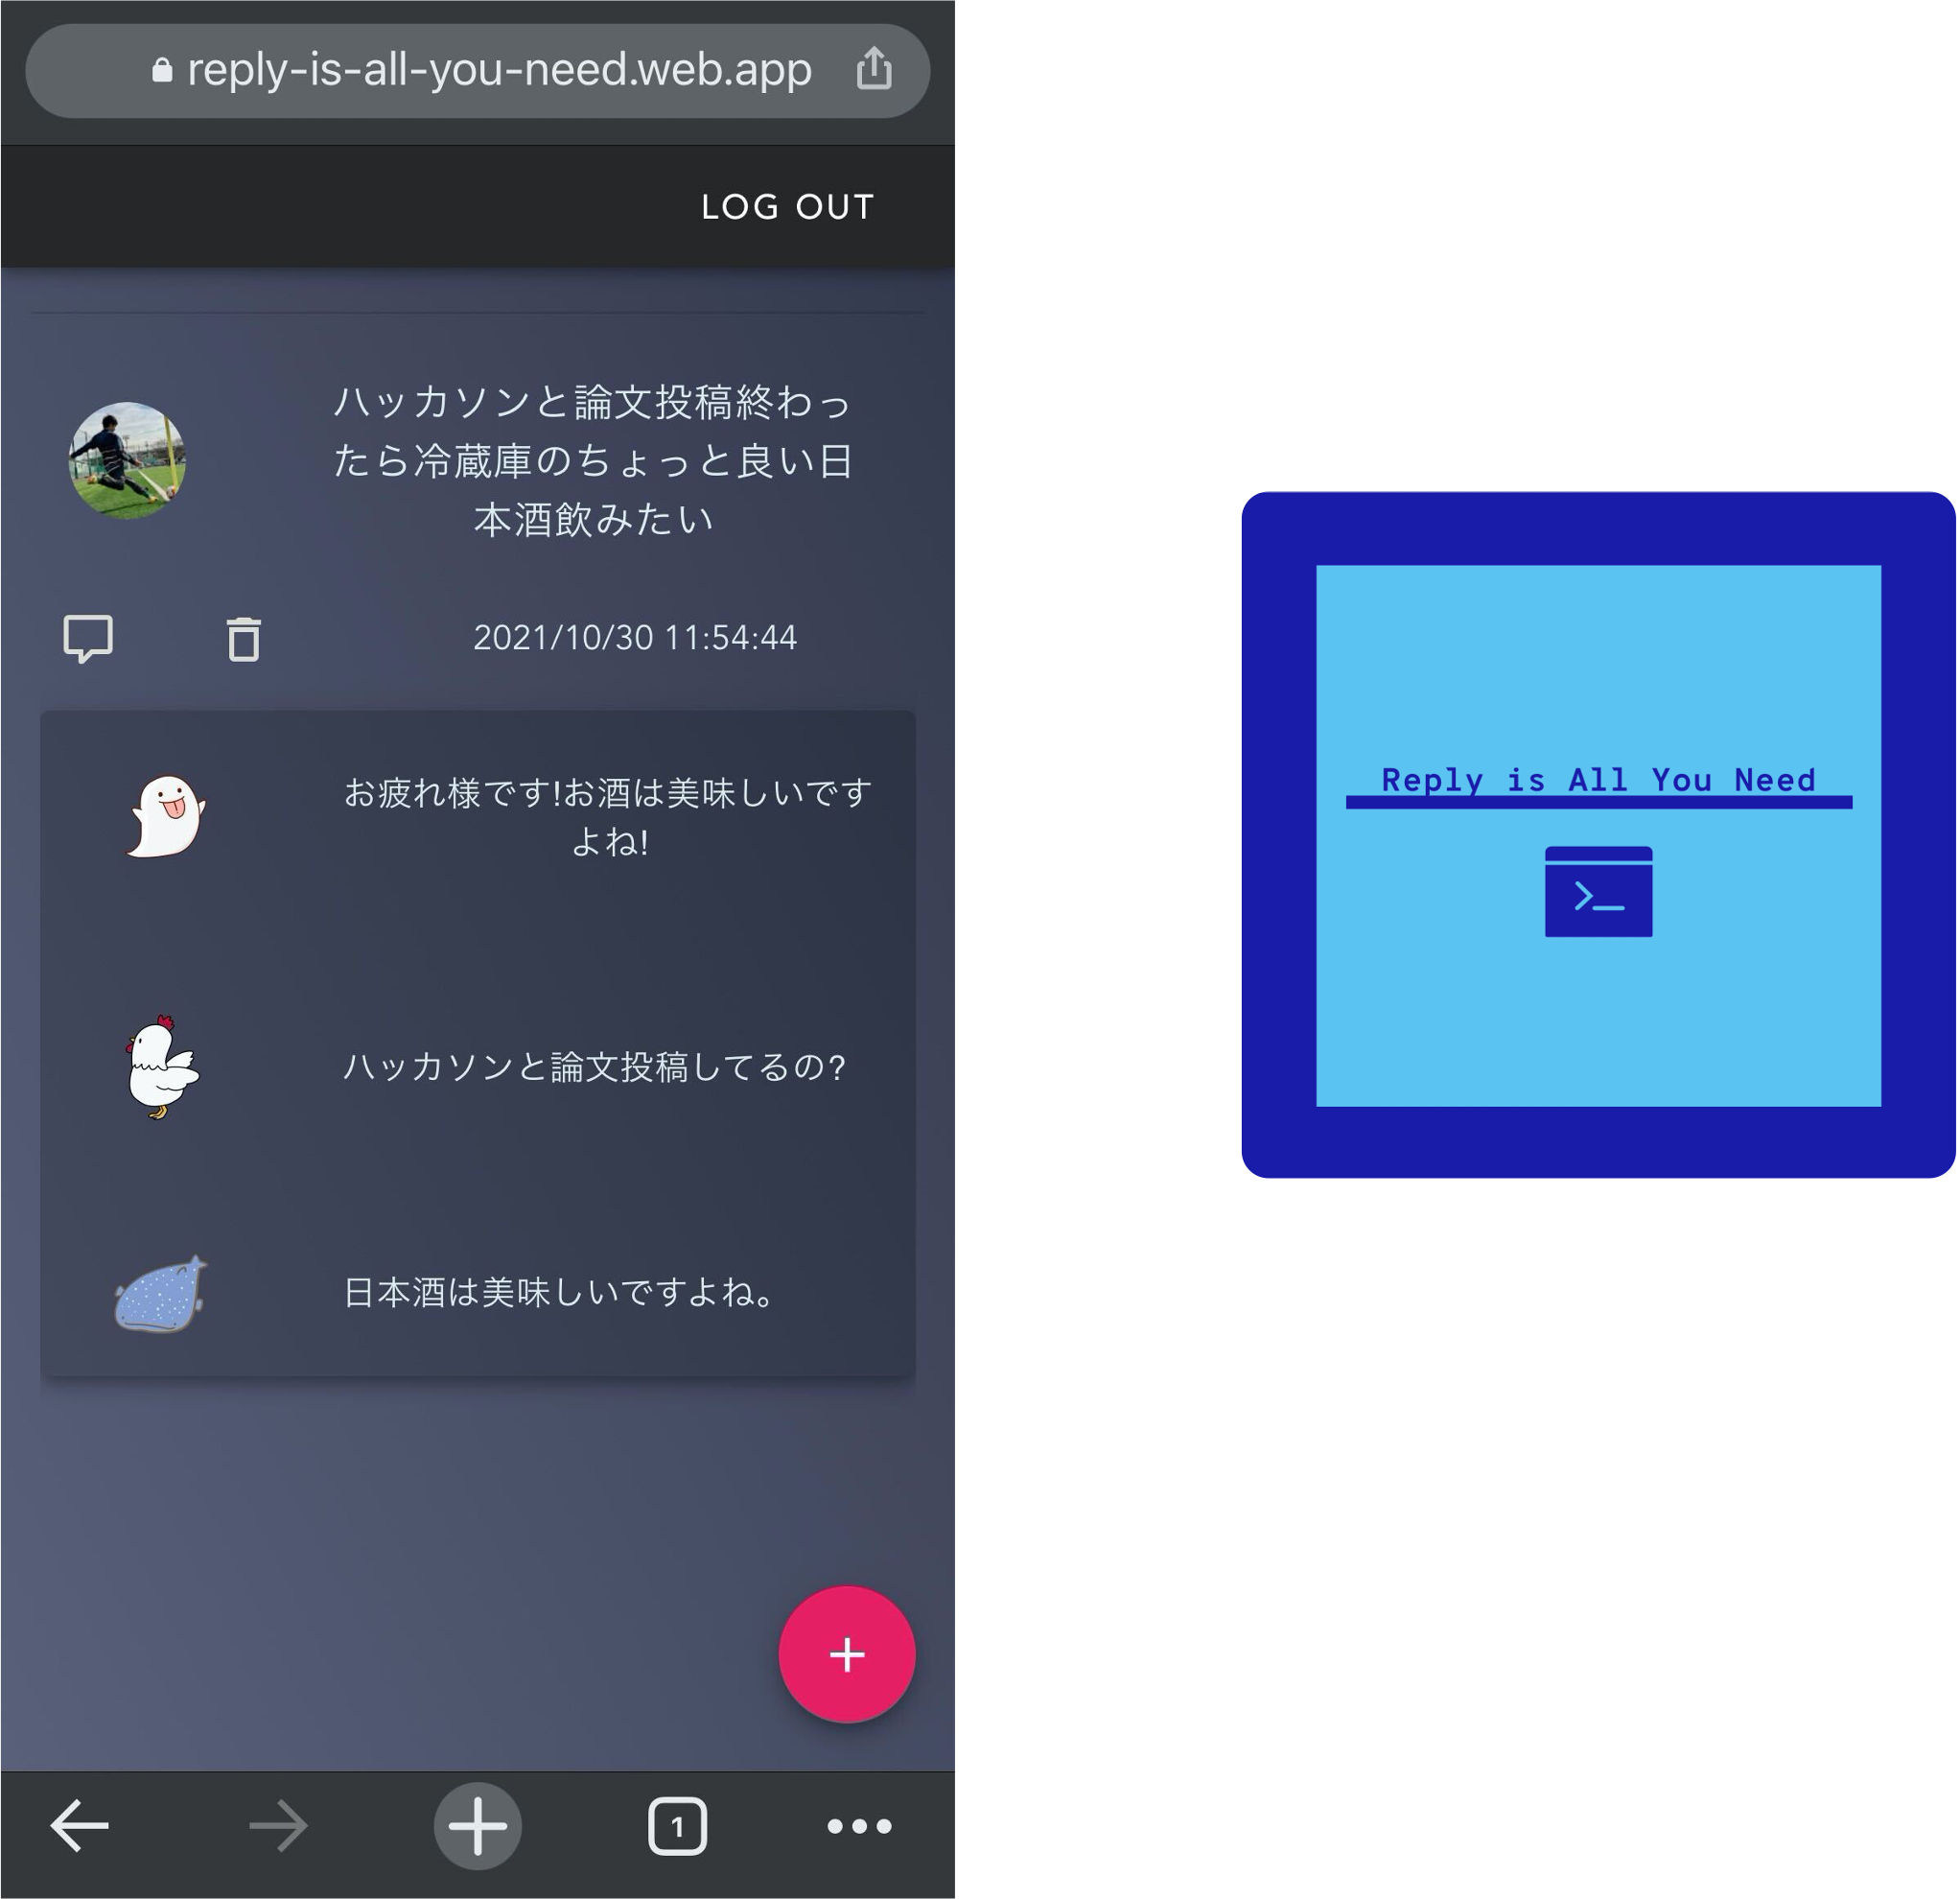 reply-is-all-you-need.web.app
LOG OUT
ハッカソンと論文投稿終わっ
たら冷蔵庫のちょっと良い日
本酒飲みたい
2021/10/30 11:54:44
お疲れ様です!お酒は美味しいです
よね!
ハッカソンと論文投稿してるの?
日本酒は美味しいですよね。
+
1
Reply is All You Need
>_